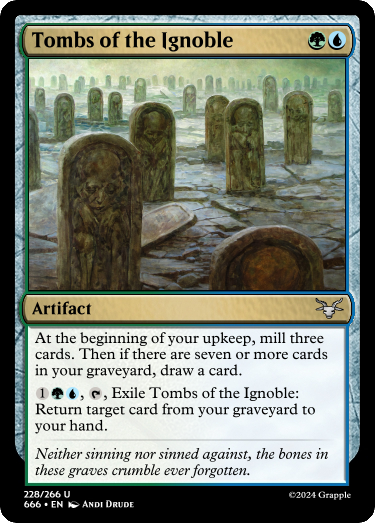 Tombs of the Ignoble
Artifact
At the beginning of your upkeep, mill three
cards. Then if there are seven or more cards
in your graveyard, draw a card.
1, , Exile Tombs of the Ignoble:
Return target card from your graveyard to
your hand.
Neither sinning nor sinned against, the bones in
these graves crumble ever forgotten.
228/266 U
666 • EN Andi Drude
©2024 Grapple